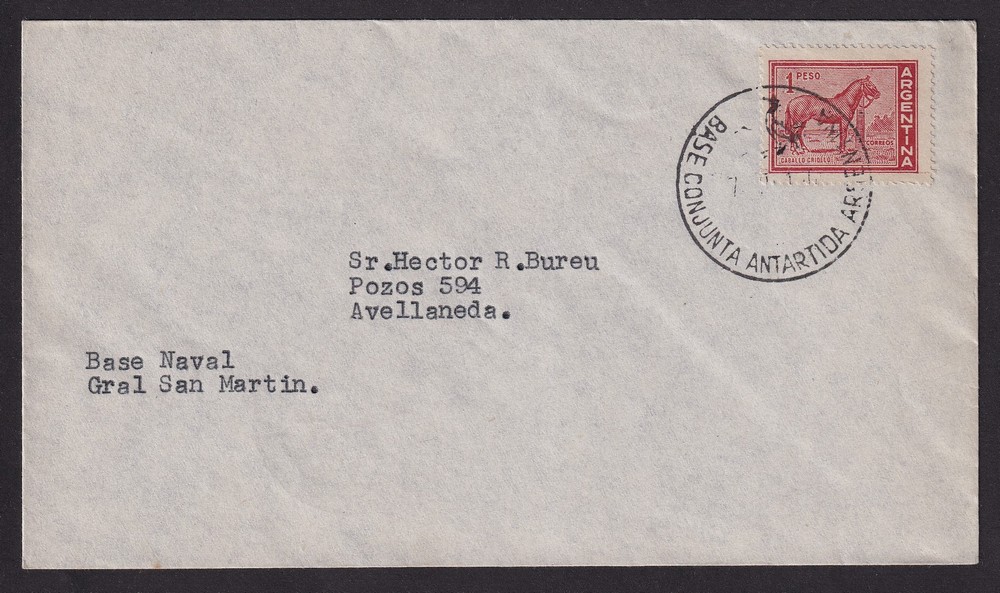 1 PESO
ARGENTINA
CORREOS
CABALLO CRIOLLO
BASE CONJUNTA ANTARTIDA
Sr.Hector R.Bureu
Pozos 594
Avellaneda.
Base Naval
Gral San Martin.